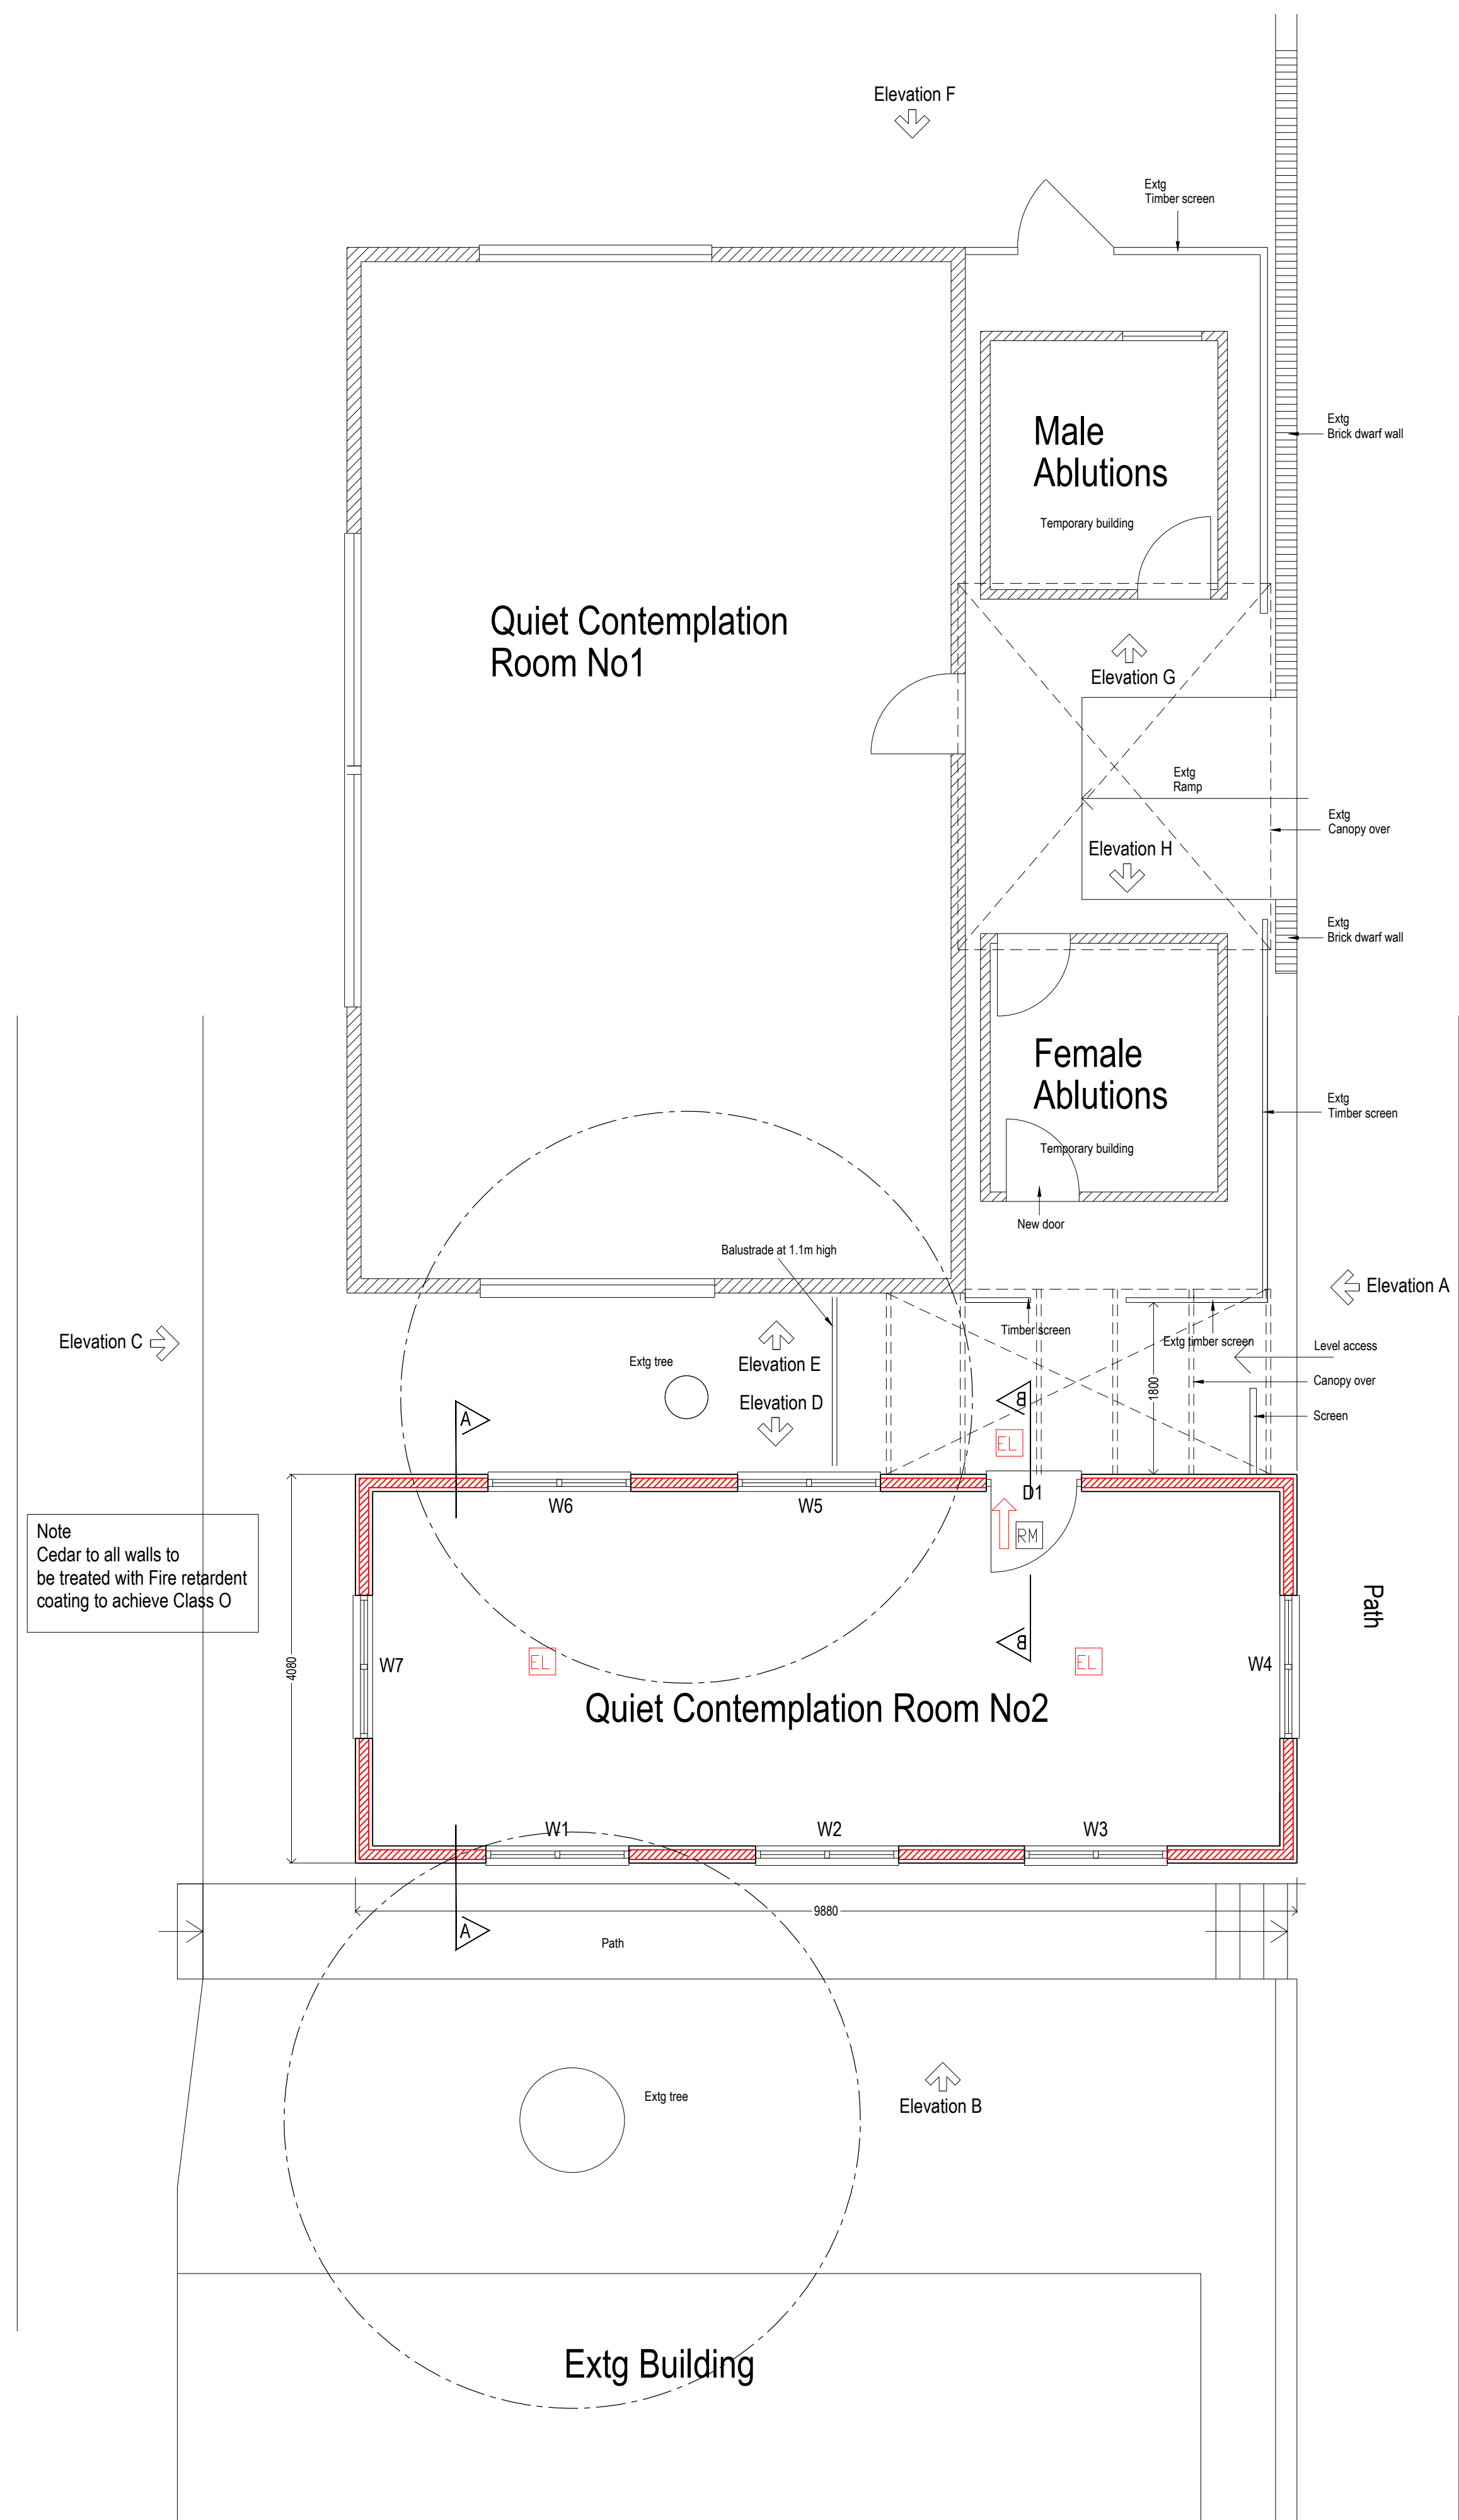 Elevation F
Extg
Timber screen
Male
Ablutions
Temporary building
Extg
Brick dwarf wall
Quiet Contemplation
Room No1
Elevation G
Extg
Ramp
Extg
Canopy over
Elevation H
Extg
Brick dwarf wall
Female
Ablutions
Temporary building
Extg
Timber screen
New door
Balustrade at 1.1m high
Elevation A
Elevation C
Timber screen
Extg timber screen
Level access
Extg tree
Elevation E
Canopy over
1800
Elevation D
Screen
A
B
EL
W6
W5
D1
RM
Note
Cedar to all walls to
be treated with Fire retardent
coating to achieve Class O
Path
4080
W7
EL
B
EL
W4
Quiet Contemplation Room No2
W1
W2
W3
9880
A
Path
Extg tree
Elevation B
Extg Building